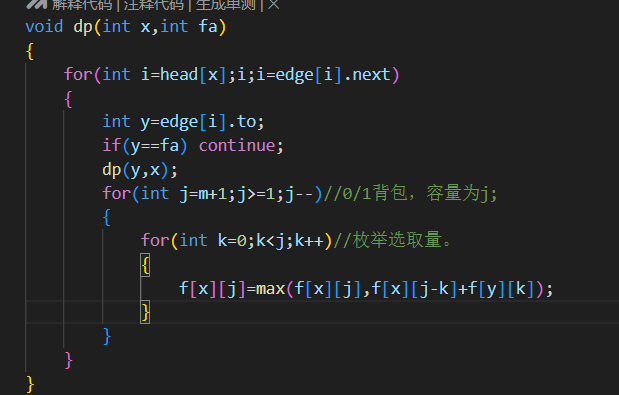 解释代码 | 注释代码 | 生成单测 | ×
void dp(int x,int fa)
{
    for(int i=head[x];i;i=edge[i].next)
    {
        int y=edge[i].to;
        if(y==fa) continue;
        dp(y,x);
        for(int j=m+1;j>=1;j--)//0/1背包，容量为j;
        {
            for(int k=0;k<j;k++)//枚举选取量。
            {
                f[x][j]=max(f[x][j],f[x][j-k]+f[y][k]);
            }
        }
    }
}